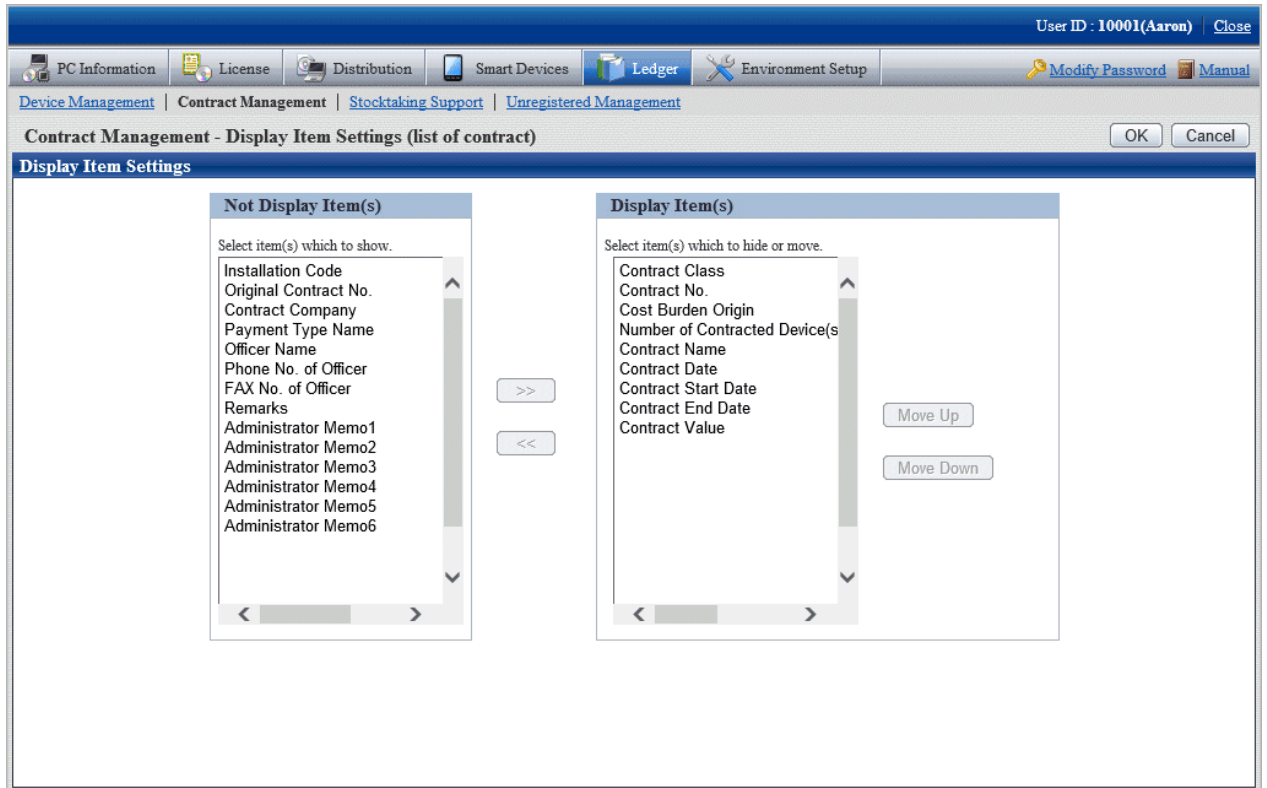 User ID : 10001(Aaron) Close
PC Information License Distribution Smart Devices Ledger Environment Setup Modify Password Manual
Device Management | Contract Management | Stocktaking Support | Unregistered Management
Contract Management - Display Item Settings (list of contract) OK Cancel
Display Item Settings
Not Display Item(s)
Select item(s) which to show.
Installation Code
Original Contract No.
Contract Company
Payment Type Name
Officer Name
Phone No. of Officer
FAX No. of Officer
Remarks
Administrator Memo1
Administrator Memo2
Administrator Memo3
Administrator Memo4
Administrator Memo5
Administrator Memo6
>>
<<
Display Item(s)
Select item(s) which to hide or move.
Contract Class
Contract No.
Cost Burden Origin
Number of Contracted Device(s
Contract Name
Contract Date
Contract Start Date
Contract End Date
Contract Value
Move Up
Move Down